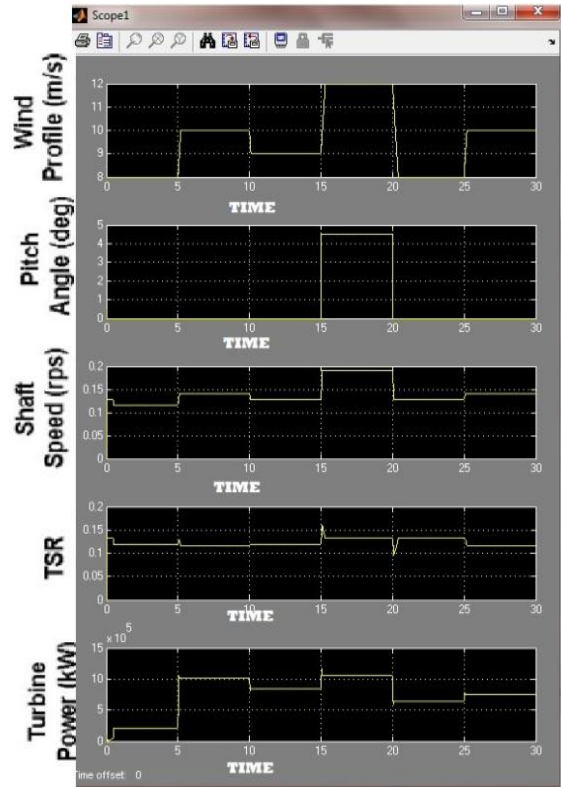 Scope1
Wind
Profile (m/s)
12
11
10
9
8
0 5 10 15 20 25 30
TIME
Pitch
Angle (deg)
5
4
3
2
1
0
0 5 10 15 20 25 30
TIME
Shaft
Speed (rps)
0.2
0.15
0.1
0.05
0
0 5 10 15 20 25 30
TIME
TSR
0.2
0.15
0.1
0.05
0
0 5 10 15 20 25 30
TIME
Turbine
Power (kW)
x 10^5
15
10
5
0
0 5 10 15 20 25 30
TIME
Time offset: 0